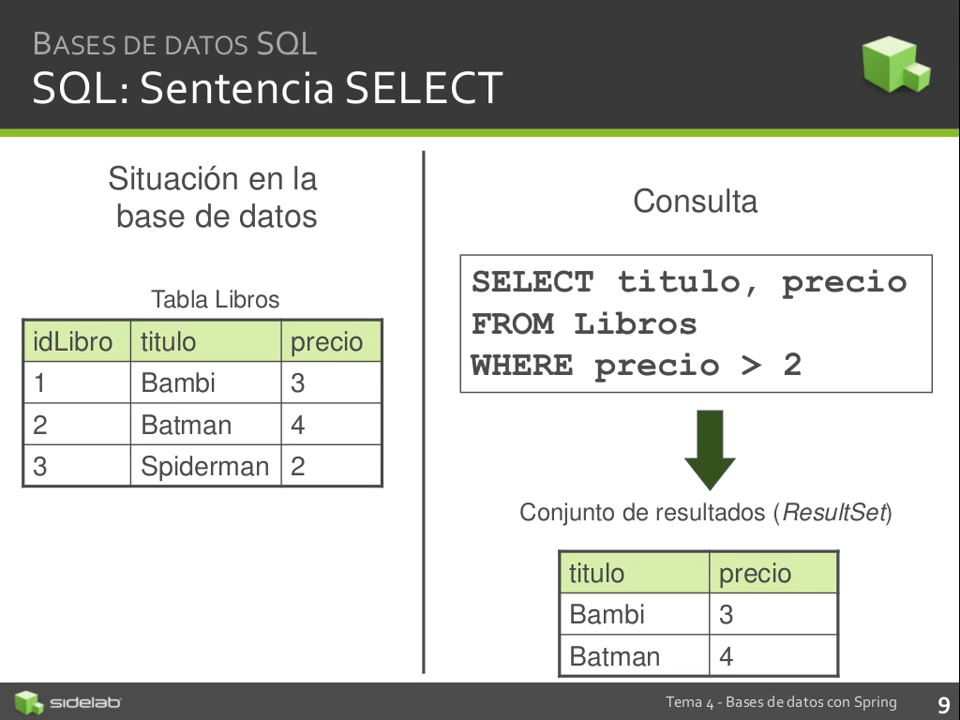 BASES DE DATOS SQL
SQL: Sentencia SELECT
Situación en la
base de datos
Tabla Libros
idLibro titulo precio
1 Bambi 3
2 Batman 4
3 Spiderman 2
Consulta
SELECT titulo, precio
FROM Libros
WHERE precio > 2
Conjunto de resultados (ResultSet)
titulo precio
Bambi 3
Batman 4
sidelab
Tema 4 - Bases de datos con Spring
9